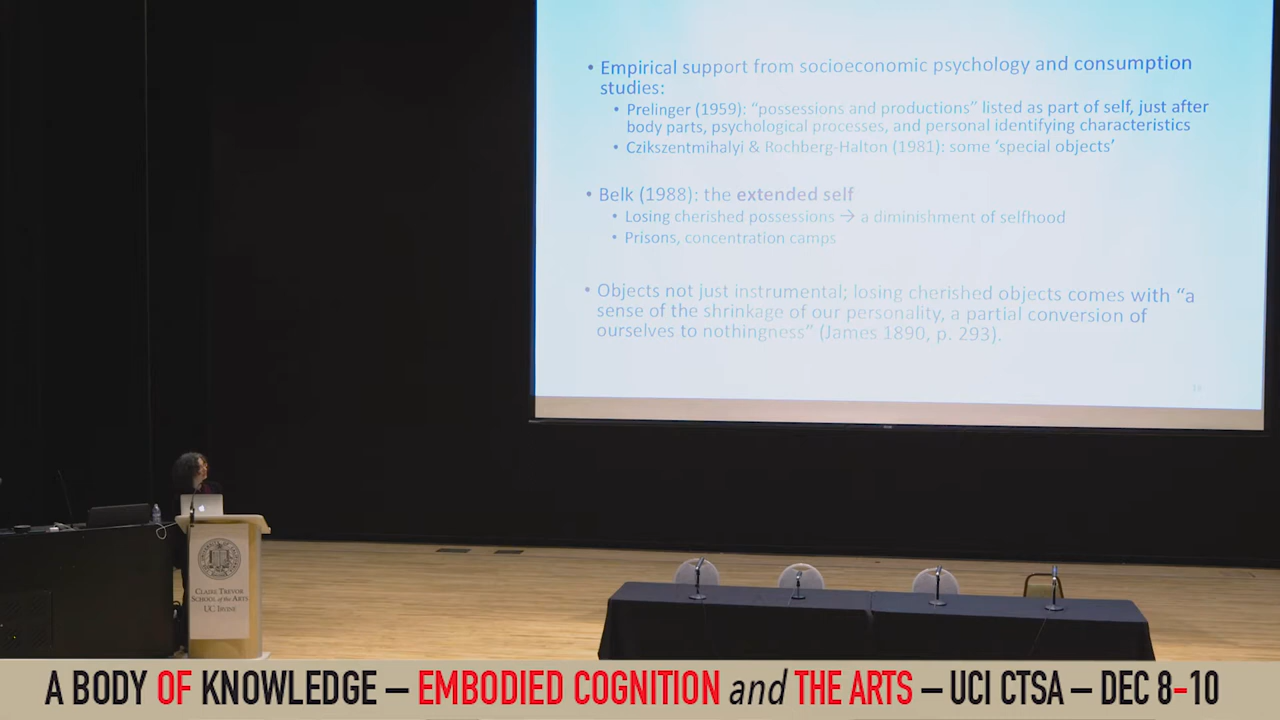 • Empirical support from socioeconomic psychology and consumption
studies:
• Prelinger (1959): “possessions and productions” listed as part of self, just after
body parts, psychological processes, and personal identifying characteristics
• Czikszentmihalyi & Rochberg-Halton (1981): some ‘special objects’
• Belk (1988): the extended self
• Losing cherished possessions → a diminishment of selfhood
• Prisons, concentration camps
• Objects not just instrumental; losing cherished objects comes with “a
sense of the shrinkage of our personality, a partial conversion of
ourselves to nothingness” (James 1890, p. 293).
CLAIRE TREVOR
SCHOOL of the ARTS
UC IRVINE
A BODY OF KNOWLEDGE – EMBODIED COGNITION and THE ARTS – UCI CTSA – DEC 8-10